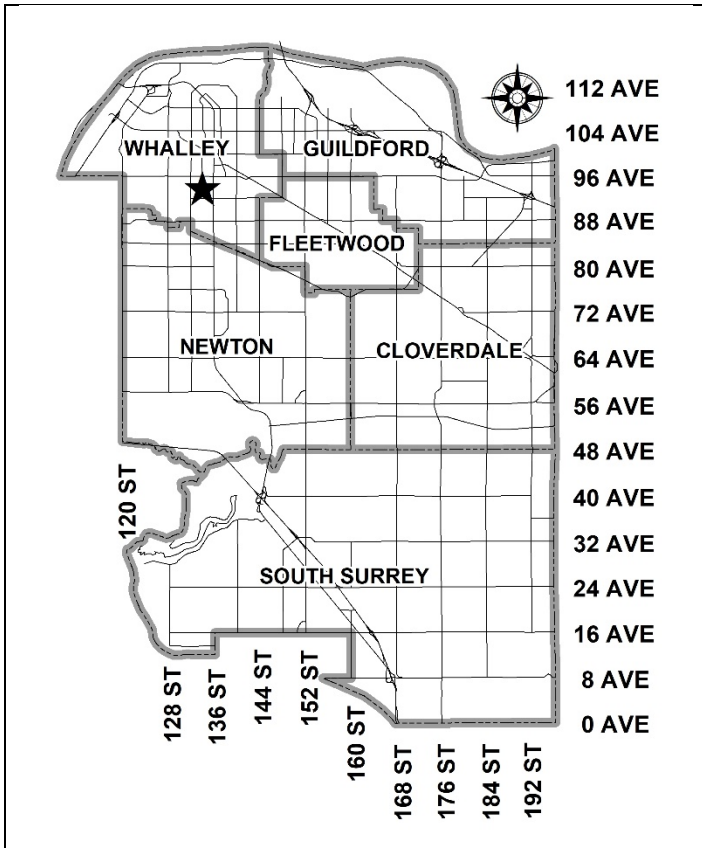 112 AVE
104 AVE
WHALLEY
GUILDFORD
96 AVE
88 AVE
FLEETWOOD
80 AVE
72 AVE
NEWTON
CLOVERDALE
64 AVE
56 AVE
48 AVE
120 ST
40 AVE
32 AVE
SOUTH SURREY
24 AVE
16 AVE
8 AVE
0 AVE
128 ST
136 ST
144 ST
152 ST
160 ST
168 ST
176 ST
184 ST
192 ST